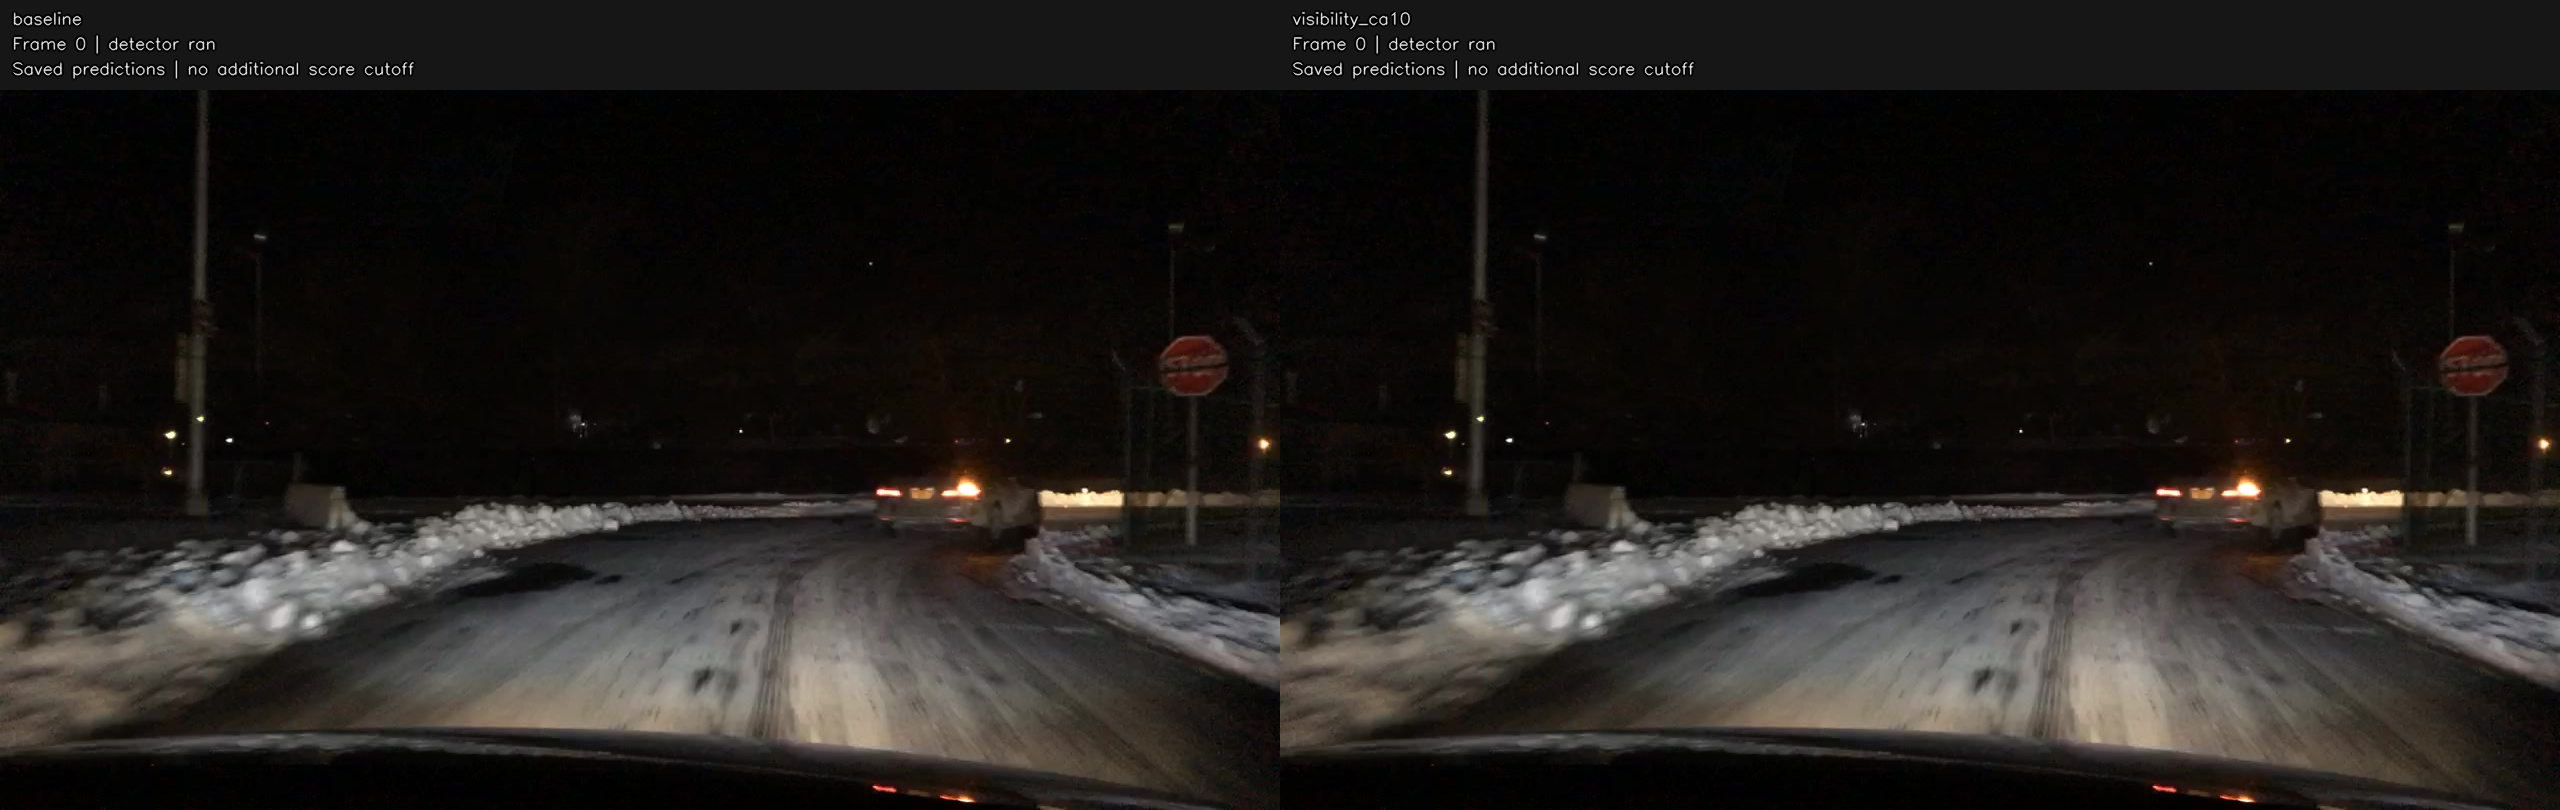 baseline
Frame 0 | detector ran
Saved predictions | no additional score cutoff
visibility_ca10
Frame 0 | detector ran
Saved predictions | no additional score cutoff